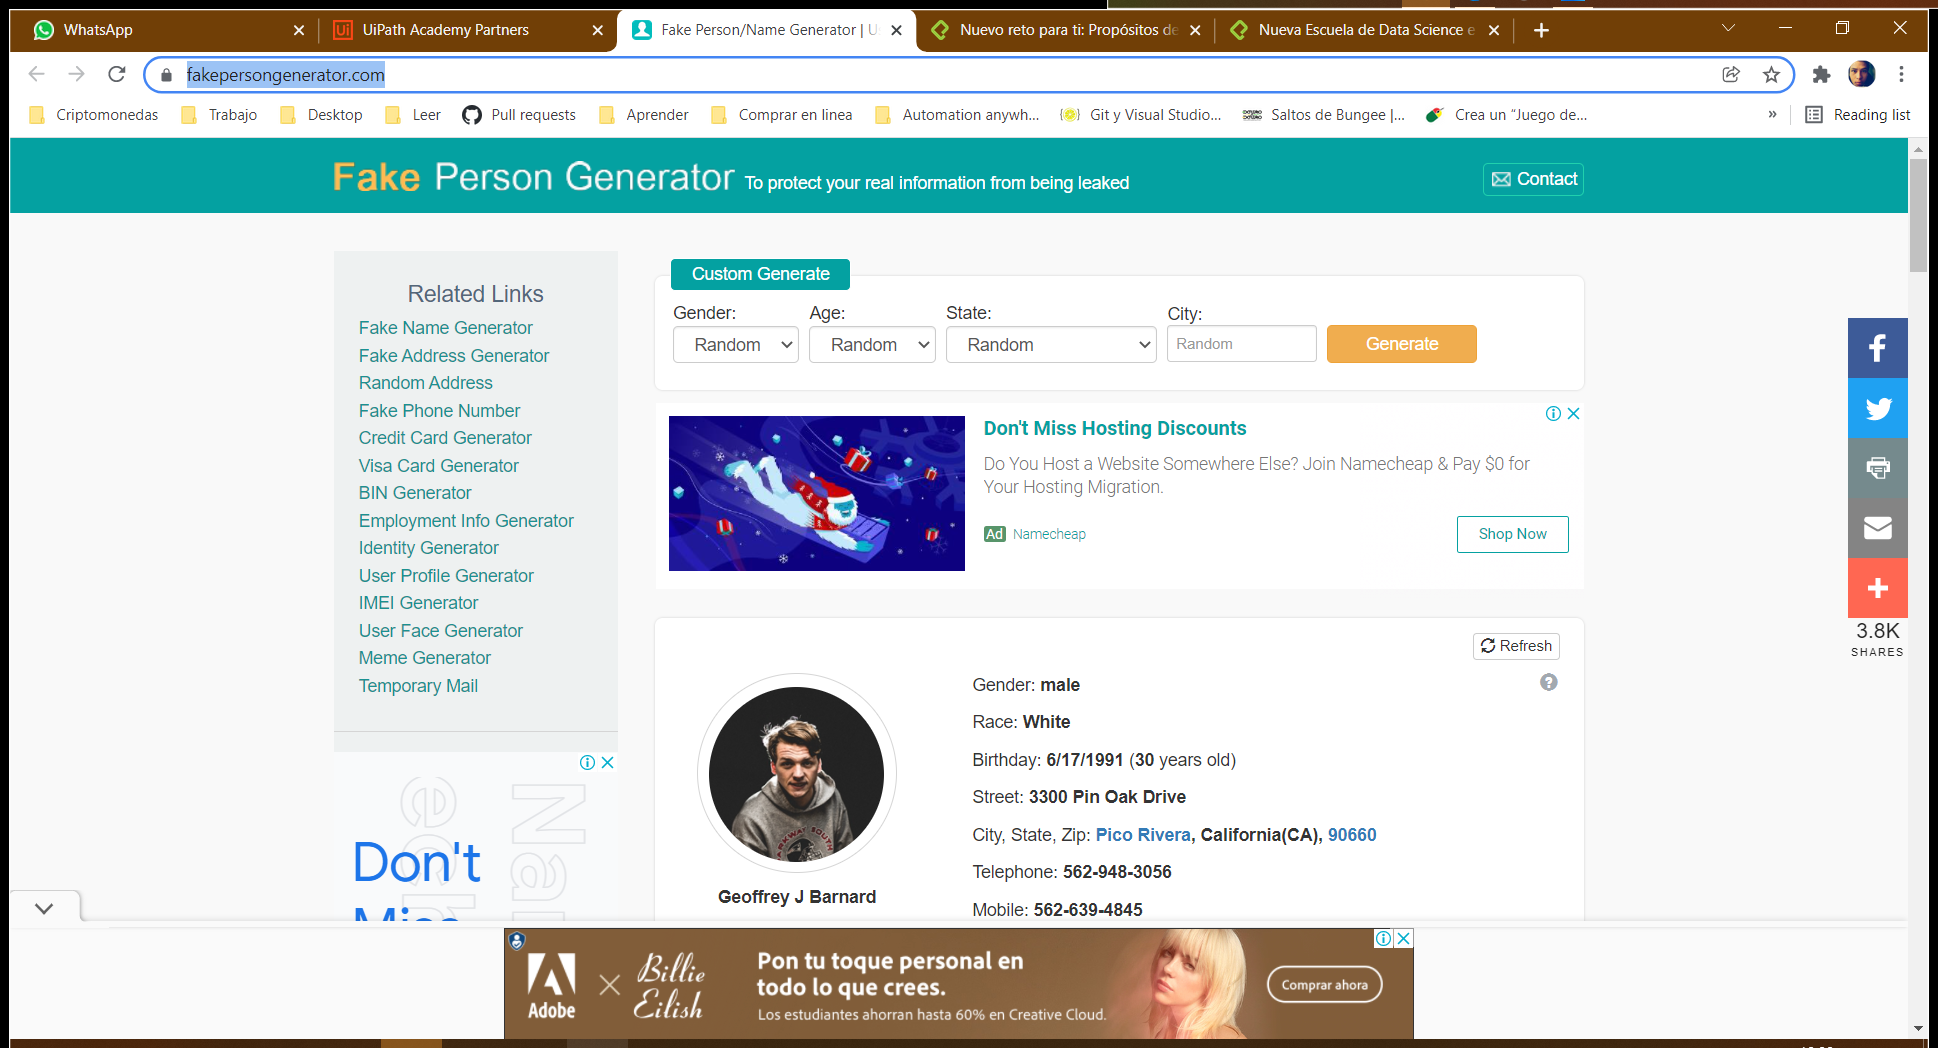 WhatsApp
UiPath Academy Partners
Fake Person/Name Generator | U
Nuevo reto para ti: Propósitos de
Nueva Escuela de Data Science e
fakepersongenerator.com
Criptomonedas
Trabajo
Desktop
Leer
Pull requests
Aprender
Comprar en linea
Automation anywh...
Git y Visual Studio...
Saltos de Bungee |...
Crea un “Juego de...
»
Reading list
Fake Person Generator To protect your real information from being leaked
Contact
Related Links
Fake Name Generator
Fake Address Generator
Random Address
Fake Phone Number
Credit Card Generator
Visa Card Generator
BIN Generator
Employment Info Generator
Identity Generator
User Profile Generator
IMEI Generator
User Face Generator
Meme Generator
Temporary Mail
Don't
Custom Generate
Gender:
Age:
State:
City:
Random
Random
Random
Random
Generate
Don't Miss Hosting Discounts
Do You Host a Website Somewhere Else? Join Namecheap & Pay $0 for
Your Hosting Migration.
Ad Namecheap
Shop Now
3.8K
SHARES
Refresh
Gender: male
Race: White
Birthday: 6/17/1991 (30 years old)
Street: 3300 Pin Oak Drive
City, State, Zip: Pico Rivera, California(CA), 90660
Telephone: 562-948-3056
Mobile: 562-639-4845
Geoffrey J Barnard
Adobe
Billie
Eilish
Pon tu toque personal en
todo lo que crees.
Los estudiantes ahorran hasta 60% en Creative Cloud.
Comprar ahora